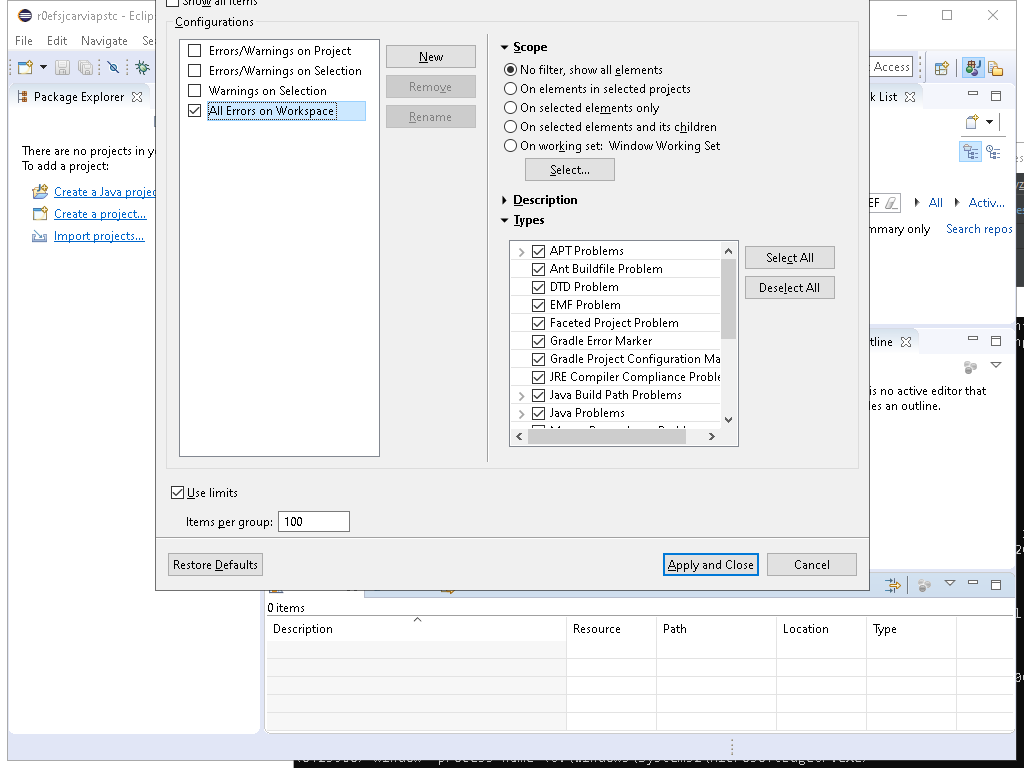 r0efsjcarviapstc - Eclip
Show all items
File Edit Navigate Se
Configurations
Errors/Warnings on Project
Errors/Warnings on Selection
Warnings on Selection
All Errors on Workspace
New
Remove
Rename
Scope
No filter, show all elements
On elements in selected projects
On selected elements only
On selected elements and its children
On working set: Window Working Set
Select...
Description
Types
APT Problems
Ant Buildfile Problem
DTD Problem
EMF Problem
Faceted Project Problem
Gradle Error Marker
Gradle Project Configuration Ma
JRE Compiler Compliance Proble
Java Build Path Problems
Java Problems
Select All
Deselect All
Use limits
Items per group: 100
Restore Defaults
Apply and Close
Cancel
Access
Package Explorer
There are no projects in y
To add a project:
Create a Java projec
Create a project...
Import projects...
k List
EF All Activ...
mmary only Search repos
tline
is no active editor that
les an outline.
0 items
Description Resource Path Location Type